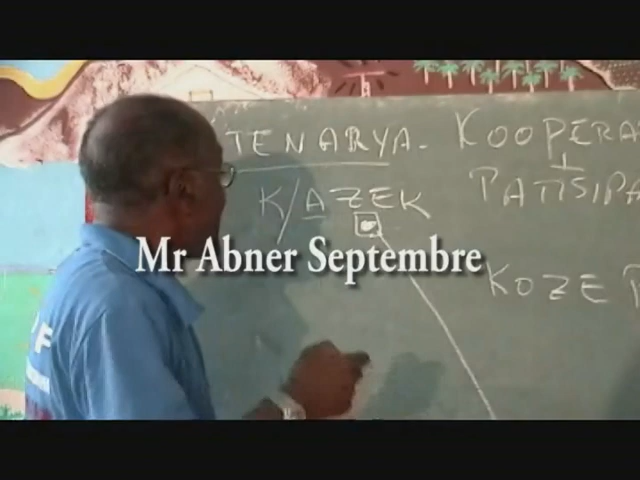 TENARYA. KOOPERA
+
K/AZEK PATISIPA
Mr Abner Septembre
KOZE P
F